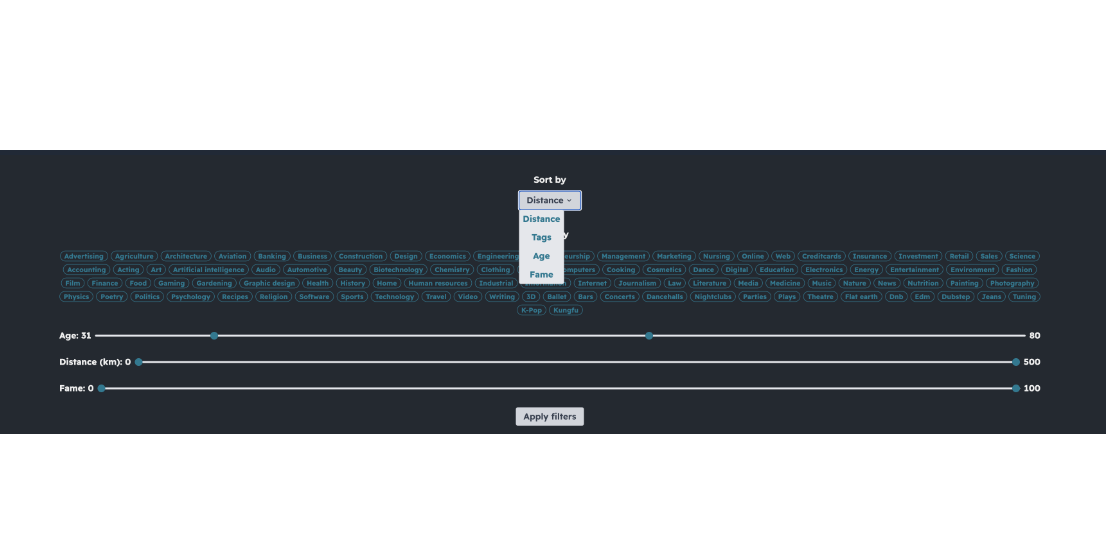 Sort by
Distance
Distance
Tags
Age
Fame
y
Advertising Agriculture Architecture Aviation Banking Business Construction Design Economics Engineering eurship Management Marketing Nursing Online Web Creditcards Insurance Investment Retail Sales Science
Accounting Acting Art Artificial intelligence Audio Automotive Beauty Biotechnology Chemistry Clothing omputers Cooking Cosmetics Dance Digital Education Electronics Energy Entertainment Environment Fashion
Film Finance Food Gaming Gardening Graphic design Health History Home Human resources Industrial Internet Journalism Law Literature Media Medicine Music Nature News Nutrition Painting Photography
Physics Poetry Politics Psychology Recipes Religion Software Sports Technology Travel Video Writing 3D Ballet Bars Concerts Dancehalls Nightclubs Parties Plays Theatre Flat earth Dnb Edm Dubstep Jeans Tuning
K-Pop Kungfu
Age: 31 80
Distance (km): 0 500
Fame: 0 100
Apply filters